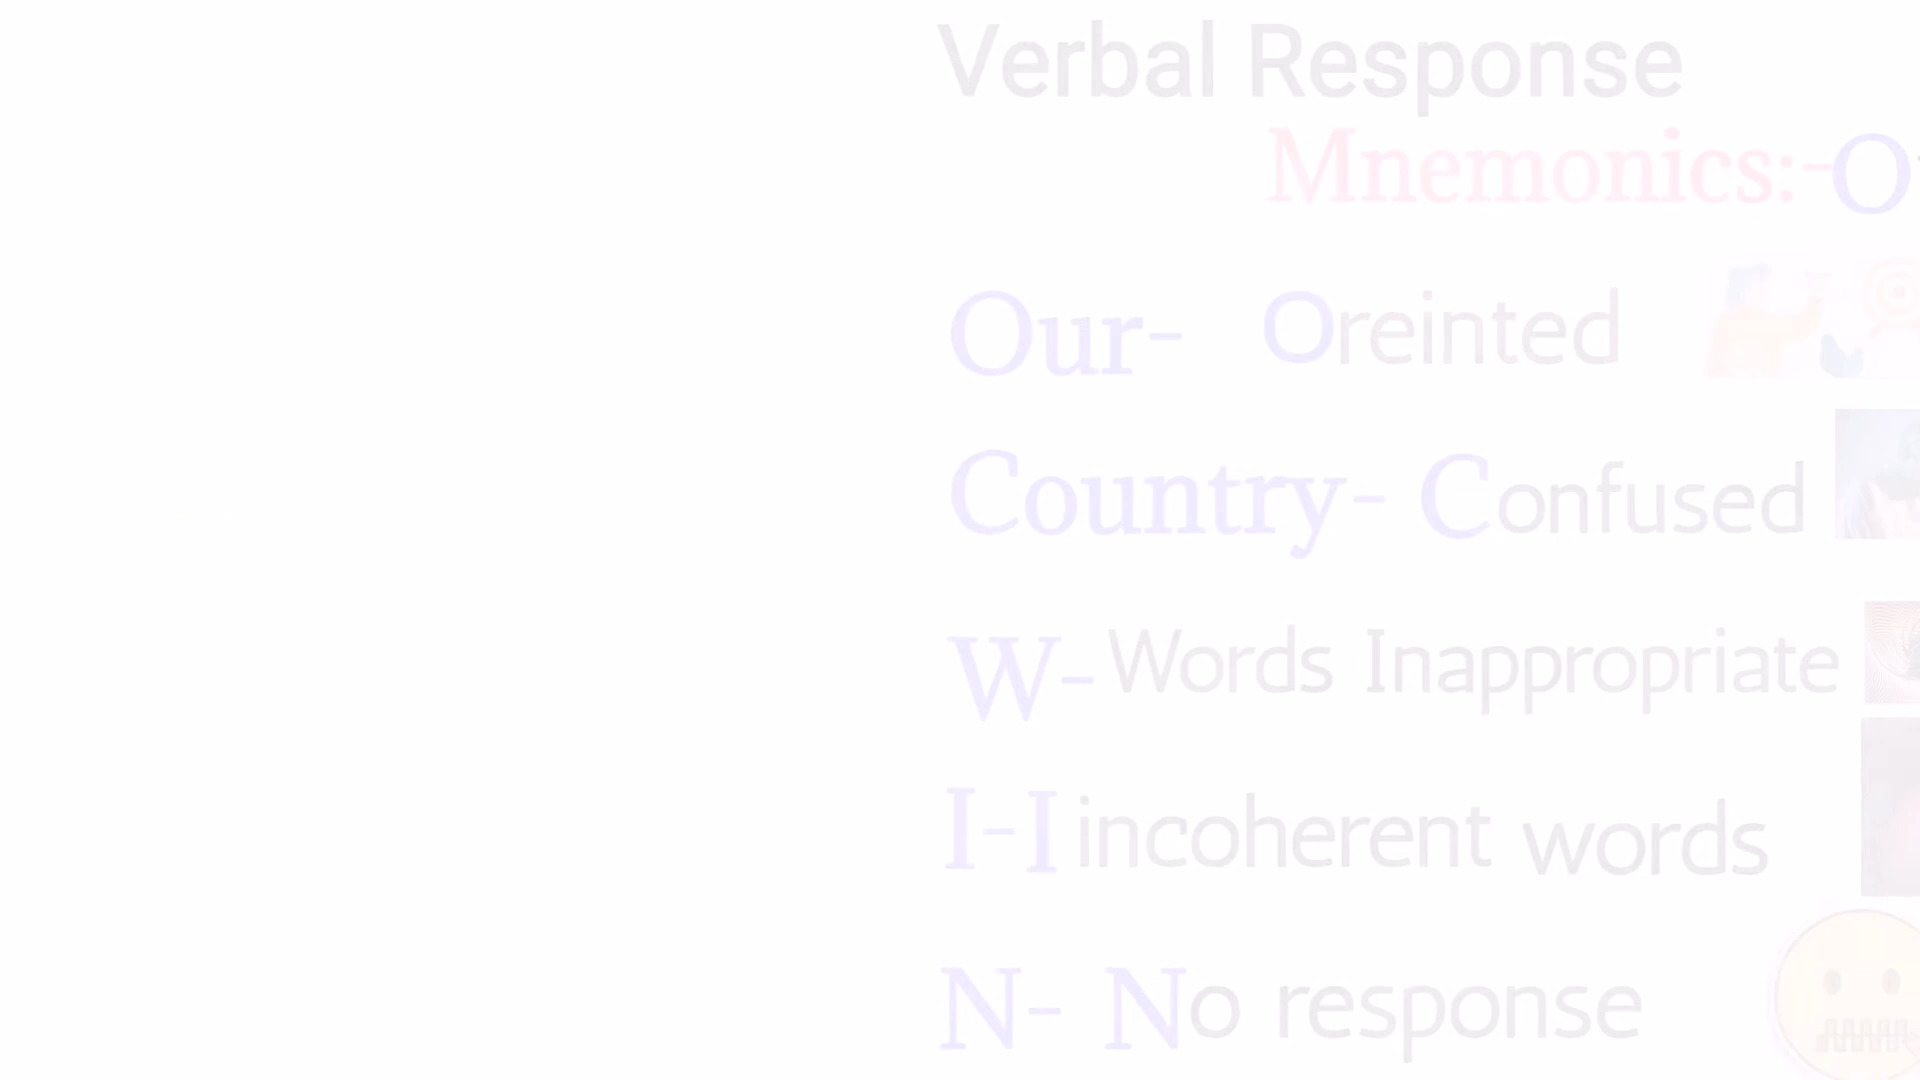 Verbal Response
Mnemonics:-O
Our- Oreinted
Country- Confused
W- Words Inappropriate
I-I incoherent words
N- No response